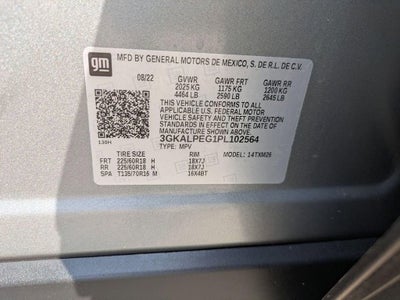 gm
MFD BY GENERAL MOTORS DE MEXICO, S. DE R.L. DE C.V.
08/22 GVWR GAWR FRT GAWR RR
2025 KG 1175 KG 1200 KG
4464 LB 2590 LB 2645 LB
THIS VEHICLE CONFORMS TO ALL
APPLICABLE U.S. FEDERAL MOTOR
VEHICLE SAFETY AND THEFT PREVENTION
STANDARDS IN EFFECT ON THE DATE OF
MANUFACTURE SHOWN ABOVE.
3GKALPEG1PL102564
130H TYPE: MPV
TIRE SIZE RIM MODEL: 14TXM26
FRT 225/60R18 H 18X7J
RR 225/60R18 H 18X7J
SPA T135/70R16 M 16X4BT